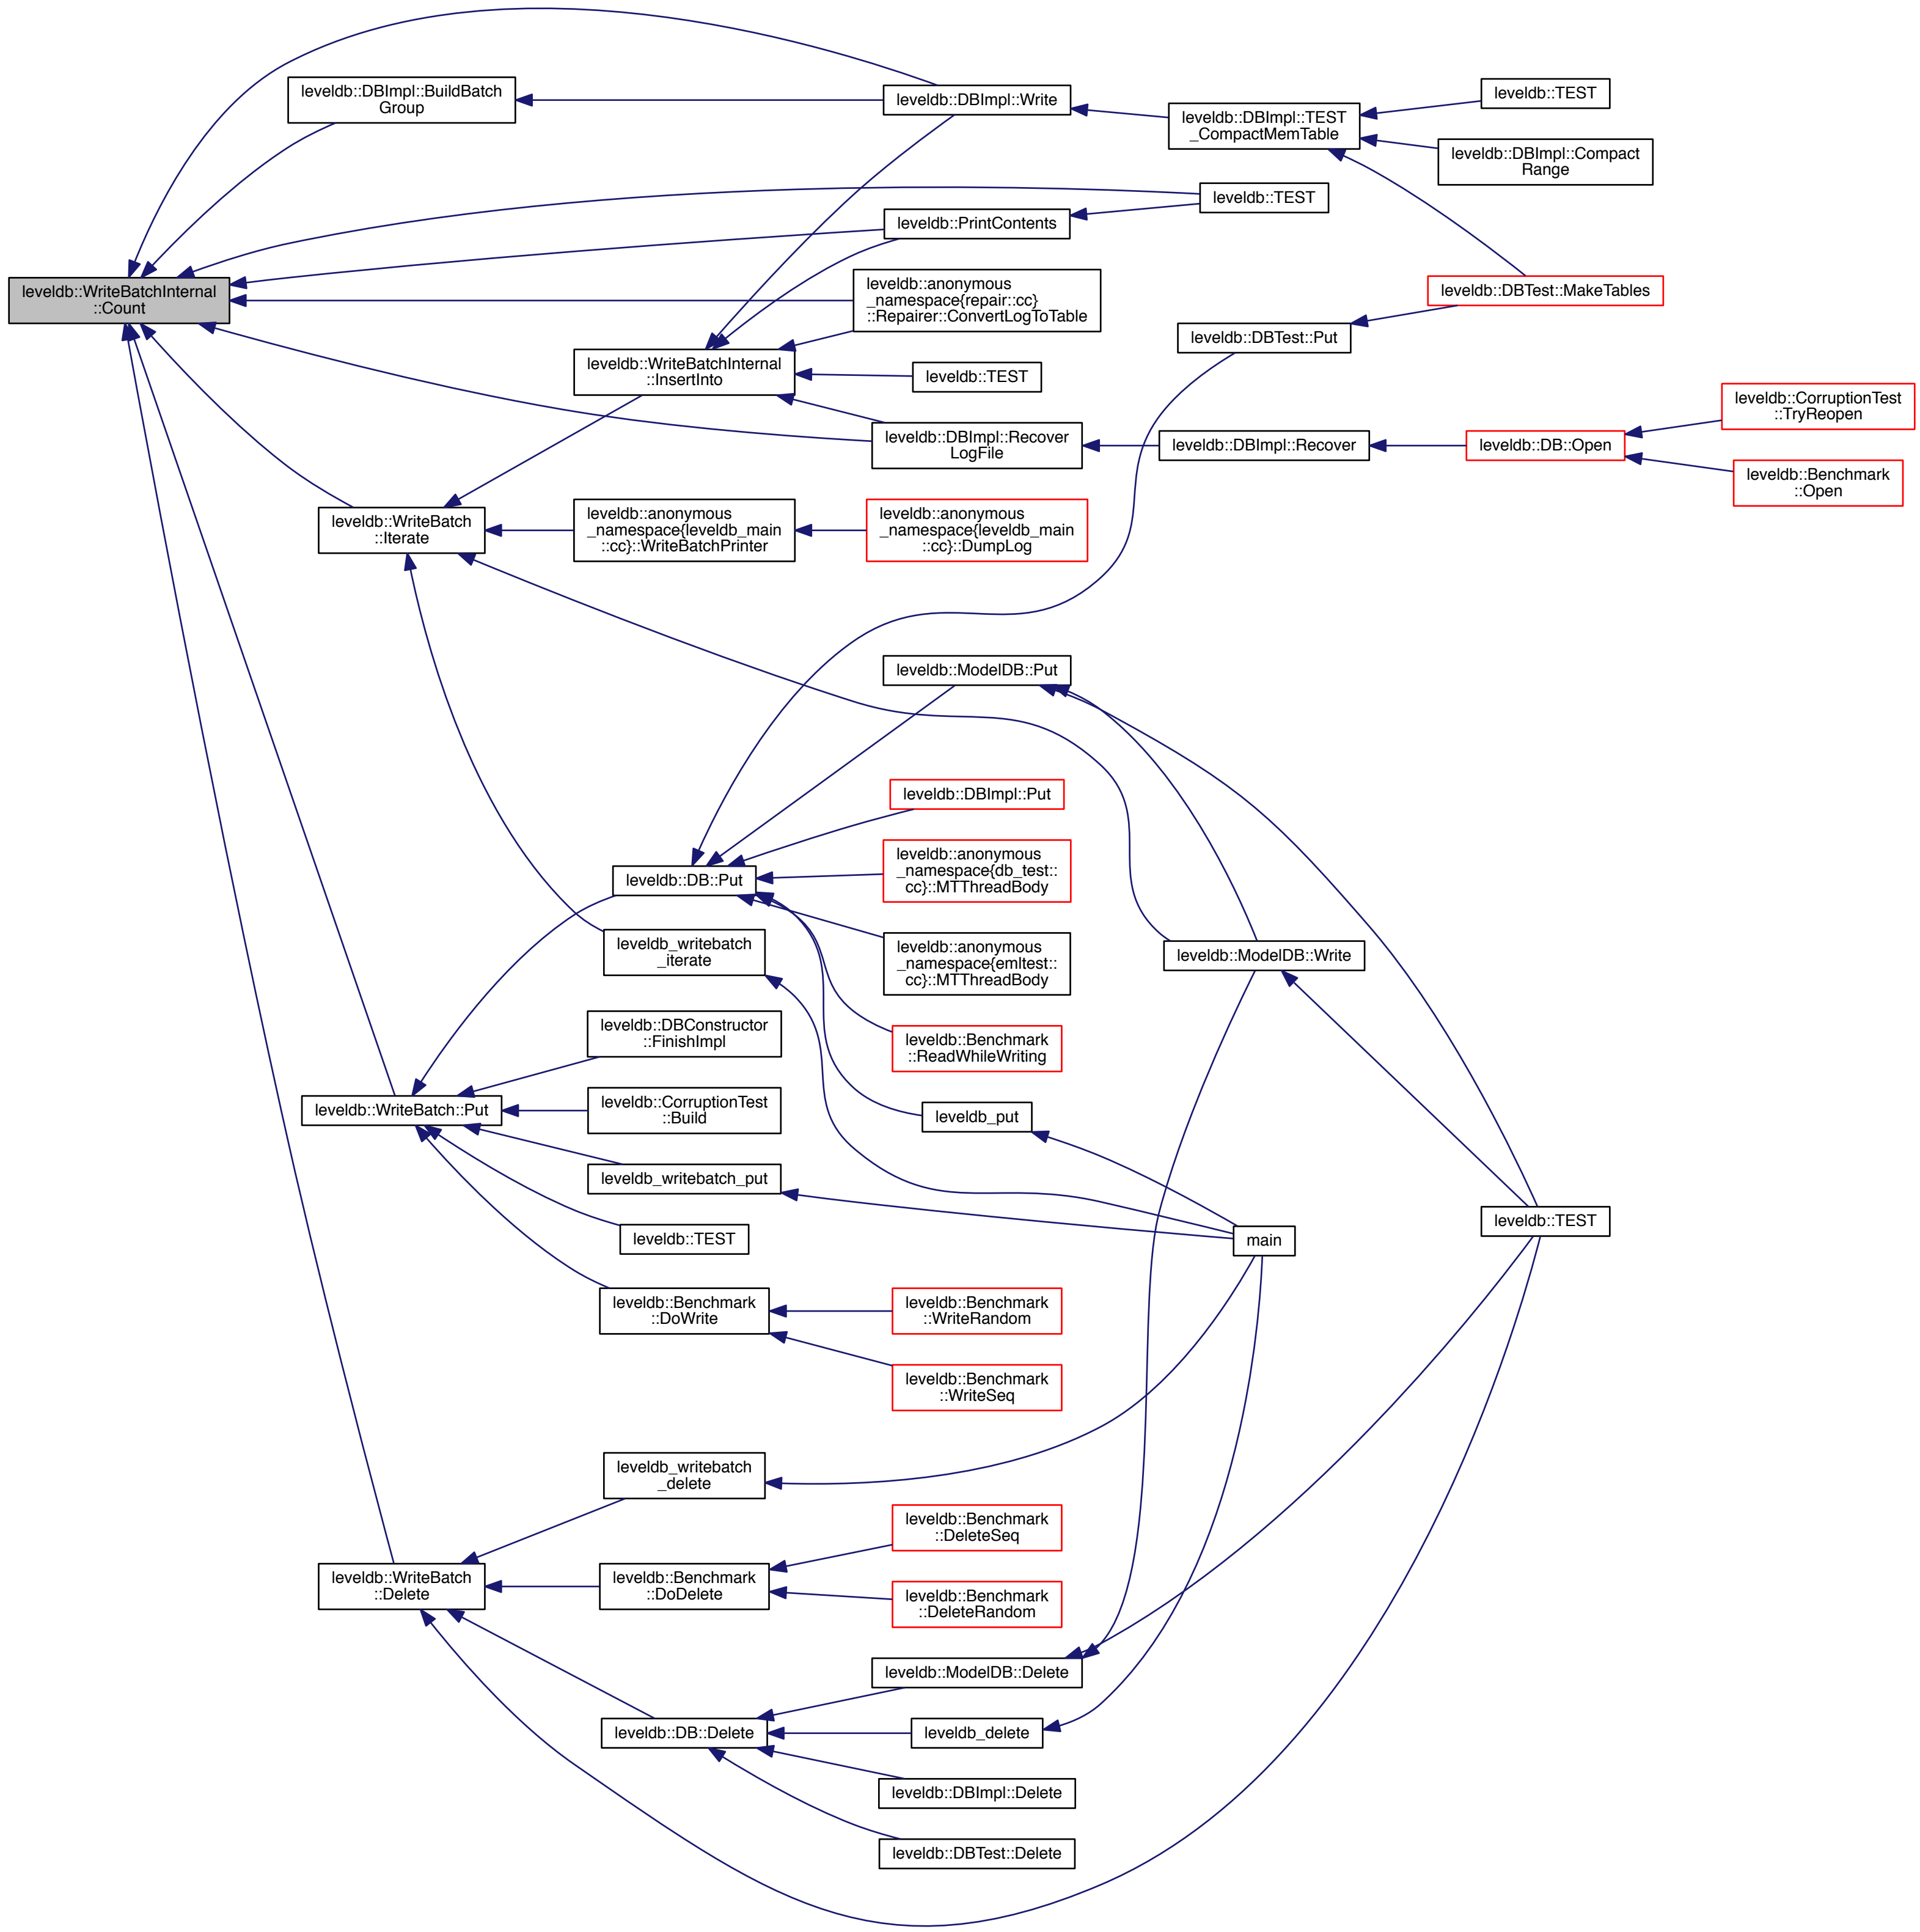 leveldb::WriteBatchInternal
::Count
leveldb::DBImpl::BuildBatch
Group
leveldb::DBImpl::Write
leveldb::DBImpl::TEST
_CompactMemTable
leveldb::TEST
leveldb::DBImpl::Compact
Range
leveldb::TEST
leveldb::PrintContents
leveldb::anonymous
_namespace{repair::cc}
::Repairer::ConvertLogToTable
leveldb::DBTest::MakeTables
leveldb::DBTest::Put
leveldb::WriteBatchInternal
::InsertInto
leveldb::TEST
leveldb::DBImpl::Recover
LogFile
leveldb::DBImpl::Recover
leveldb::DB::Open
leveldb::CorruptionTest
::TryReopen
leveldb::Benchmark
::Open
leveldb::WriteBatch
::Iterate
leveldb::anonymous
_namespace{leveldb_main
::cc}::WriteBatchPrinter
leveldb::anonymous
_namespace{leveldb_main
::cc}::DumpLog
leveldb::ModelDB::Put
leveldb::DBImpl::Put
leveldb::DB::Put
leveldb::anonymous
_namespace{db_test::
cc}::MTThreadBody
leveldb_writebatch
_iterate
leveldb::anonymous
_namespace{emltest::
cc}::MTThreadBody
leveldb::ModelDB::Write
leveldb::DBConstructor
::FinishImpl
leveldb::Benchmark
::ReadWhileWriting
leveldb::WriteBatch::Put
leveldb::CorruptionTest
::Build
leveldb_put
leveldb_writebatch_put
leveldb::TEST
main
leveldb::TEST
leveldb::Benchmark
::DoWrite
leveldb::Benchmark
::WriteRandom
leveldb::Benchmark
::WriteSeq
leveldb_writebatch
_delete
leveldb::Benchmark
::DeleteSeq
leveldb::WriteBatch
::Delete
leveldb::Benchmark
::DoDelete
leveldb::Benchmark
::DeleteRandom
leveldb::ModelDB::Delete
leveldb::DB::Delete
leveldb_delete
leveldb::DBImpl::Delete
leveldb::DBTest::Delete